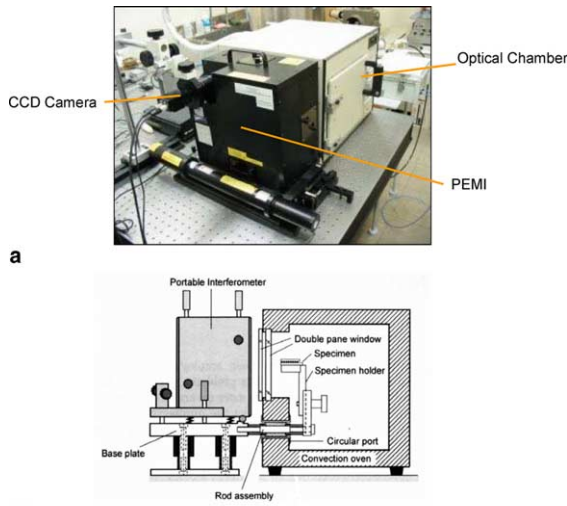 Optical Chamber
CCD Camera
PEMI
a
Portable Interferometer
Double pane window
Specimen
Specimen holder
Base plate
Circular port
Convection oven
Rod assembly